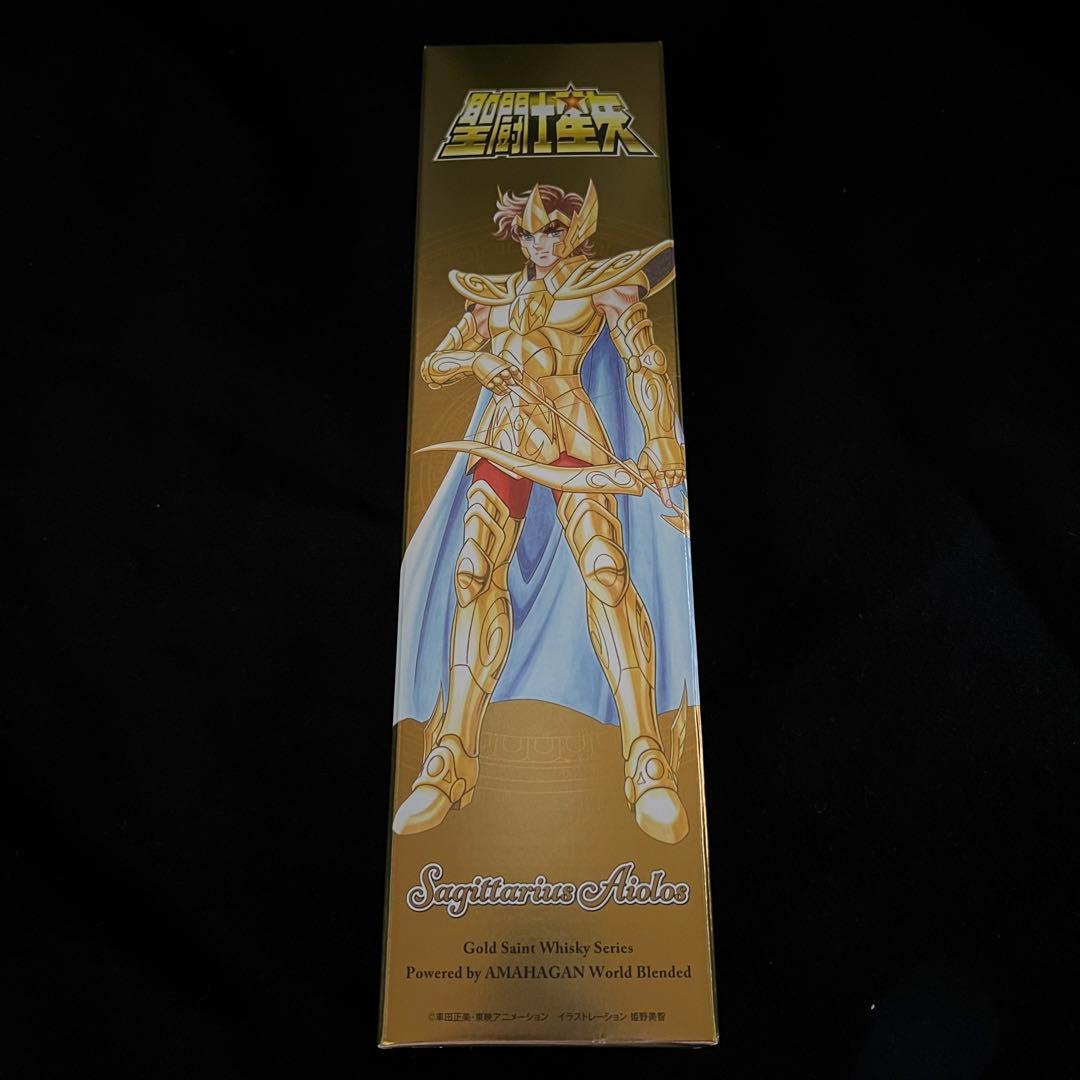 聖闘士星矢
Sagittarius Aiolos
Gold Saint Whisky Series
Powered by AMAHAGAN World Blended
©車田正美・東映アニメーション イラストレーション 姫野美智